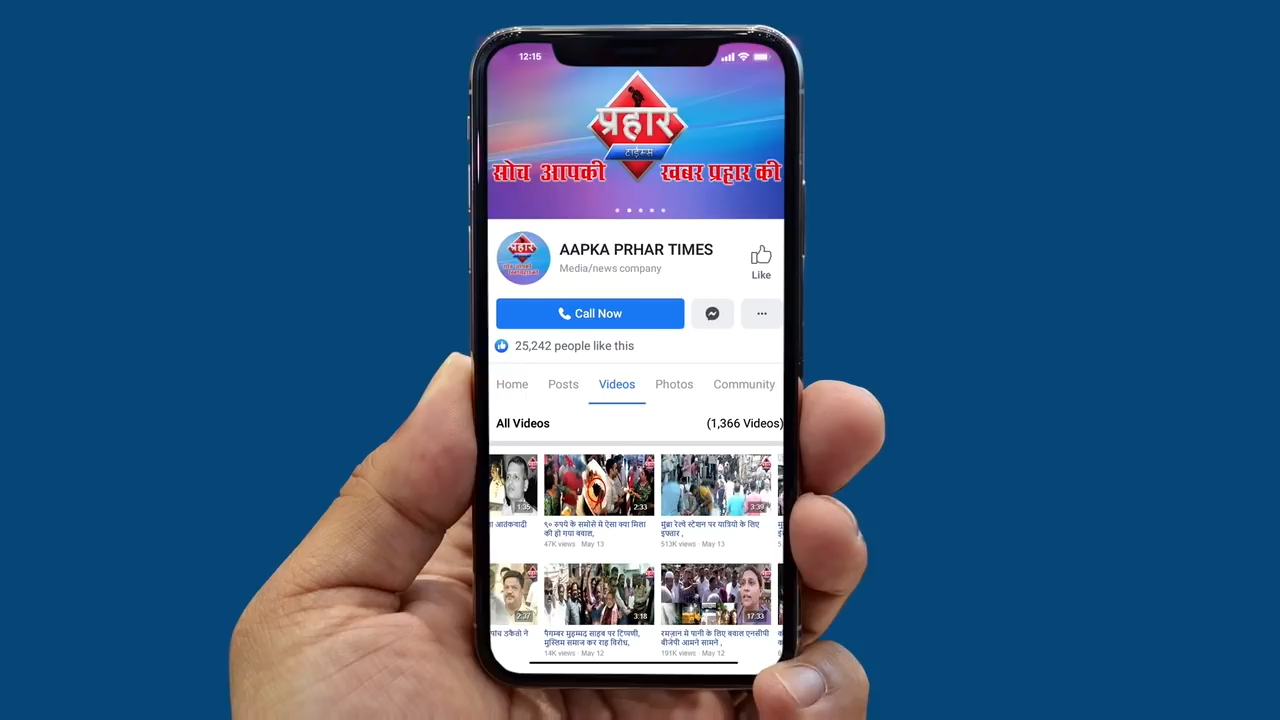 12:15
प्रहार
टाईम्स
सोच आपकी खबर प्रहार की
प्रहार
AAPKA PRHAR TIMES
Media/news company
Like
Call Now
25,242 people like this
Home Posts Videos Photos Community
All Videos (1,366 Videos)
1:35 2:33 3:39
आतंकवादी
९० रुपये के समोसे मे ऐसा क्या मिला
की हो गया बवाल,
47K views · May 13
मुंब्रा रेल्वे स्टेशन पर यात्रियो के लिए
इफ्तार ,
513K views · May 13
2:37 3:18 17:33
पांच डकैतो ने
पैगम्बर मुहम्मद साहब पर टिप्पणी,
मुस्लिम समाज कर राह विरोध,
14K views · May 12
रमज़ान मे पानी के लिए बवाल एनसीपी
बीजेपी आमने सामने ,
191K views · May 12